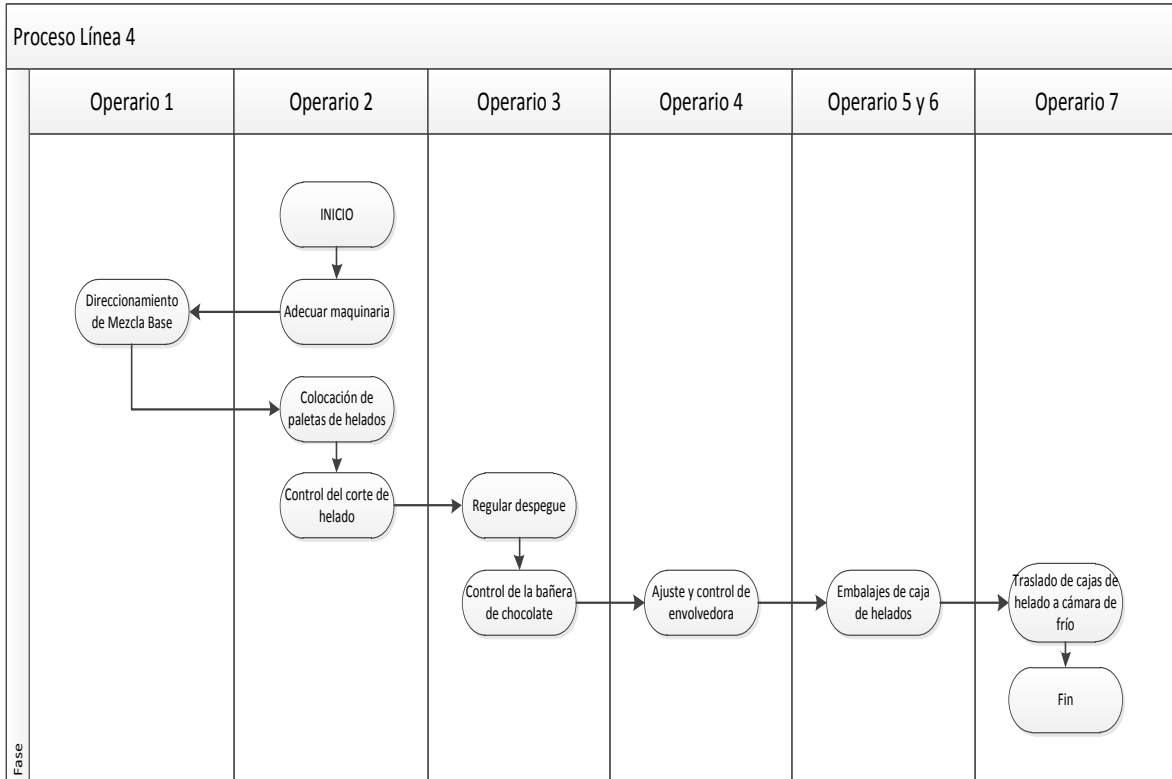 Proceso Línea 4
Operario 1
Operario 2
Operario 3
Operario 4
Operario 5 y 6
Operario 7
INICIO
Adecuar maquinaria
Direccionamiento
de Mezcla Base
Colocación de
paletas de helados
Control del corte de
helado
Regular despegue
Control de la bañera
de chocolate
Ajuste y control de
envolvedora
Embalajes de caja
de helados
Traslado de cajas de
helado a cámara de
frío
Fin
Fase